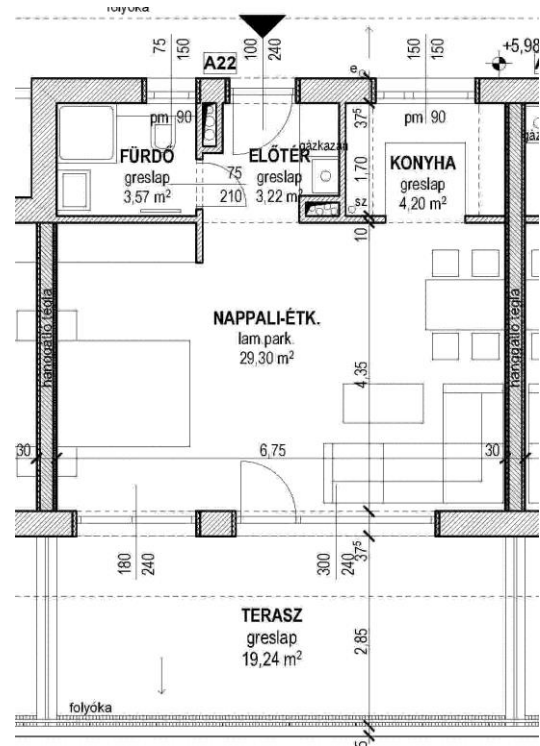 folyóka
75
150
A22
100
240
150
150
+5,98
e
pm 90
37⁵
pm 90
gázkazán
FÜRDŐ
greslap
3,57 m²
75
210
ELŐTÉR
greslap
3,22 m²
1,70
KONYHA
greslap
4,20 m²
sz
10
hanggátló tégla
NAPPALI-ÉTK.
lam.park.
29,30 m²
hanggátló tégla
4,35
30
6,75
30
180
240
300
240
37⁵
TERASZ
greslap
19,24 m²
2,85
folyóka